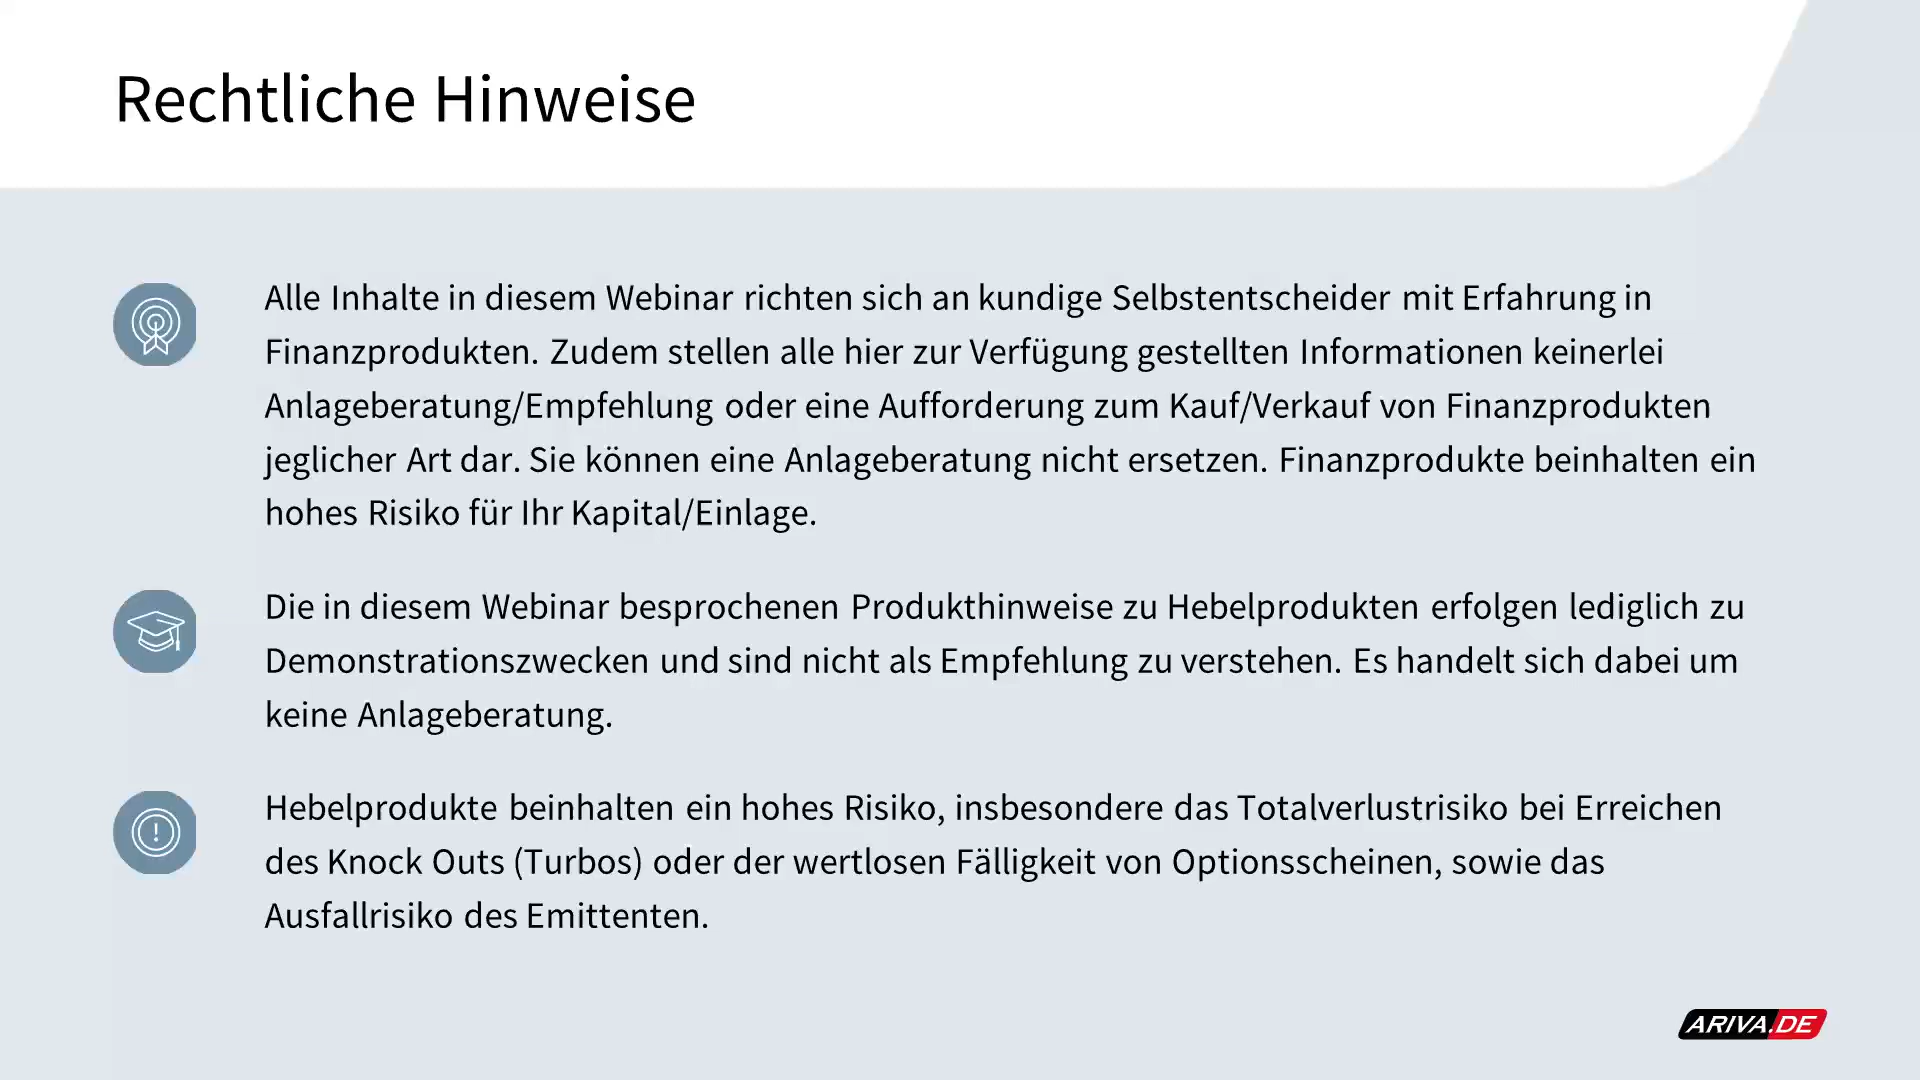 Rechtliche Hinweise
Alle Inhalte in diesem Webinar richten sich an kundige Selbstentscheider mit Erfahrung in
Finanzprodukten. Zudem stellen alle hier zur Verfügung gestellten Informationen keinerlei
Anlageberatung/Empfehlung oder eine Aufforderung zum Kauf/Verkauf von Finanzprodukten
jeglicher Art dar. Sie können eine Anlageberatung nicht ersetzen. Finanzprodukte beinhalten ein
hohes Risiko für Ihr Kapital/Einlage.
Die in diesem Webinar besprochenen Produkthinweise zu Hebelprodukten erfolgen lediglich zu
Demonstrationszwecken und sind nicht als Empfehlung zu verstehen. Es handelt sich dabei um
keine Anlageberatung.
Hebelprodukte beinhalten ein hohes Risiko, insbesondere das Totalverlustrisiko bei Erreichen
des Knock Outs (Turbos) oder der wertlosen Fälligkeit von Optionsscheinen, sowie das
Ausfallrisiko des Emittenten.
ARIVA.DE